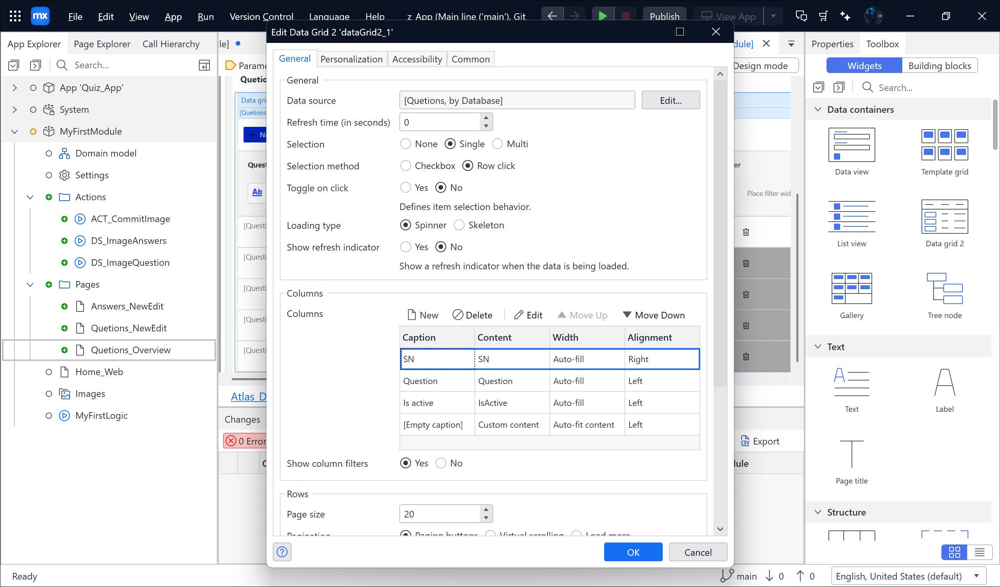 mx
File Edit View App Run Version Control Language Help
z_App (Main line ('main'), Git
Publish
View App
App Explorer
Page Explorer
Call Hierarchy
Search...
App 'Quiz_App'
System
MyFirstModule
Domain model
Settings
Actions
ACT_CommitImage
DS_ImageAnswers
DS_ImageQuestion
Pages
Answers_NewEdit
Quetions_NewEdit
Quetions_Overview
Home_Web
Images
MyFirstLogic
le]
Parame
Quetio
Data gri
[Quetions
N
Quest
Ab
[Questi
[Questi
[Questi
[Questi
[Questi
Atlas_D
Changes
0 Error
C
Edit Data Grid 2 'dataGrid2_1'
General
Personalization
Accessibility
Common
General
Data source
[Quetions, by Database]
Edit...
Refresh time (in seconds)
0
Selection
None Single Multi
Selection method
Checkbox Row click
Toggle on click
Yes No
Defines item selection behavior.
Loading type
Spinner Skeleton
Show refresh indicator
Yes No
Show a refresh indicator when the data is being loaded.
Columns
Columns
New Delete Edit Move Up Move Down
Caption Content Width Alignment
SN SN Auto-fill Right
Question Question Auto-fill Left
Is active IsActive Auto-fill Left
[Empty caption] Custom content Auto-fit content Left
Show column filters
Yes No
Rows
Page size
20
Pagination
Paging buttons Virtual scrolling Load more
OK
Cancel
dule]
Design mode
er
Place filter wid
CSV Export
dule
Properties
Toolbox
Widgets
Building blocks
Search...
Data containers
Data view
Template grid
List view
Data grid 2
Gallery
Tree node
Text
Text
Label
Page title
Structure
Ready
main
0
0
English, United States (default)